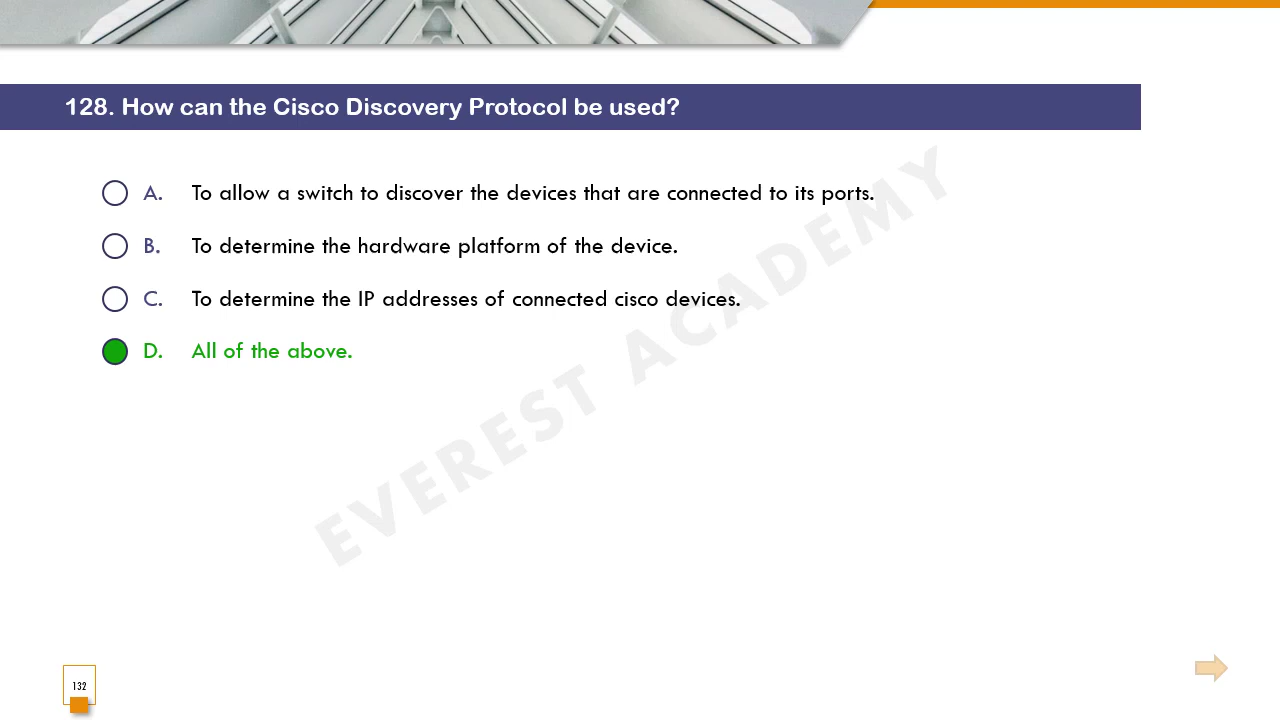 128. How can the Cisco Discovery Protocol be used?
A. To allow a switch to discover the devices that are connected to its ports.
B. To determine the hardware platform of the device.
C. To determine the IP addresses of connected cisco devices.
D. All of the above.
EVEREST ACADEMY
132